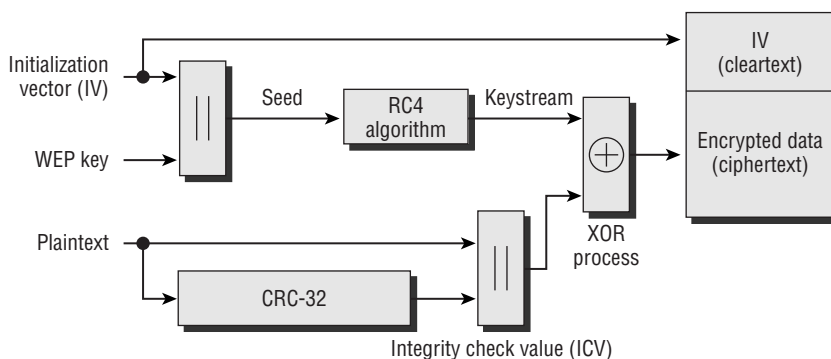 Initialization
vector (IV)
WEP key
Seed
RC4
algorithm
Keystream
IV
(cleartext)
Encrypted data
(ciphertext)
XOR
process
Plaintext
CRC-32
Integrity check value (ICV)